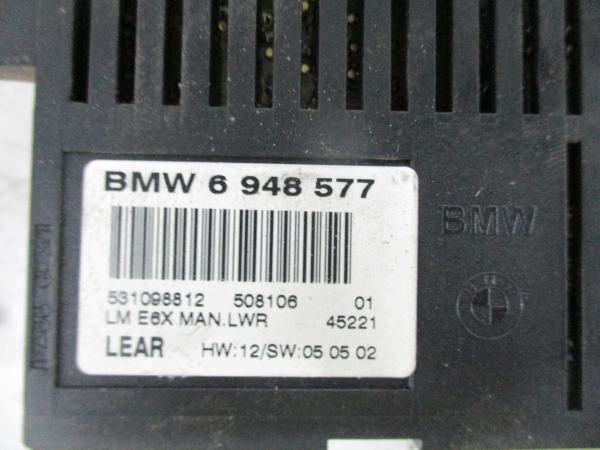 BMW 6 948 577
531098812 508106 01
LM E6X MAN.LWR 45221
LEAR HW:12/SW:05 05 02
BMW